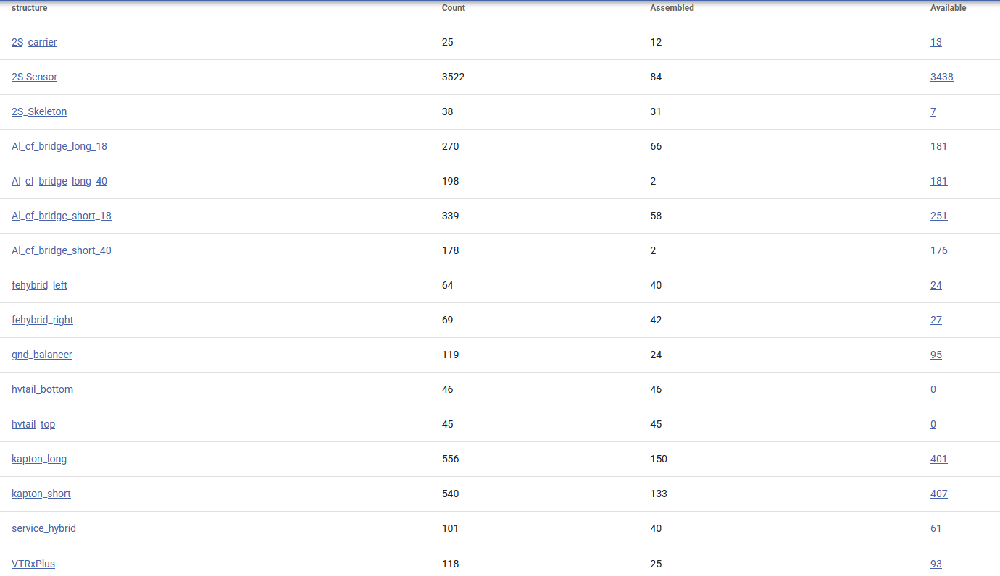 structure Count Assembled Available
2S_carrier 25 12 13
2S Sensor 3522 84 3438
2S_Skeleton 38 31 7
Al_cf_bridge_long_18 270 66 181
Al_cf_bridge_long_40 198 2 181
Al_cf_bridge_short_18 339 58 251
Al_cf_bridge_short_40 178 2 176
fehybrid_left 64 40 24
fehybrid_right 69 42 27
gnd_balancer 119 24 95
hvtail_bottom 46 46 0
hvtail_top 45 45 0
kapton_long 556 150 401
kapton_short 540 133 407
service_hybrid 101 40 61
VTRxPlus 118 25 93